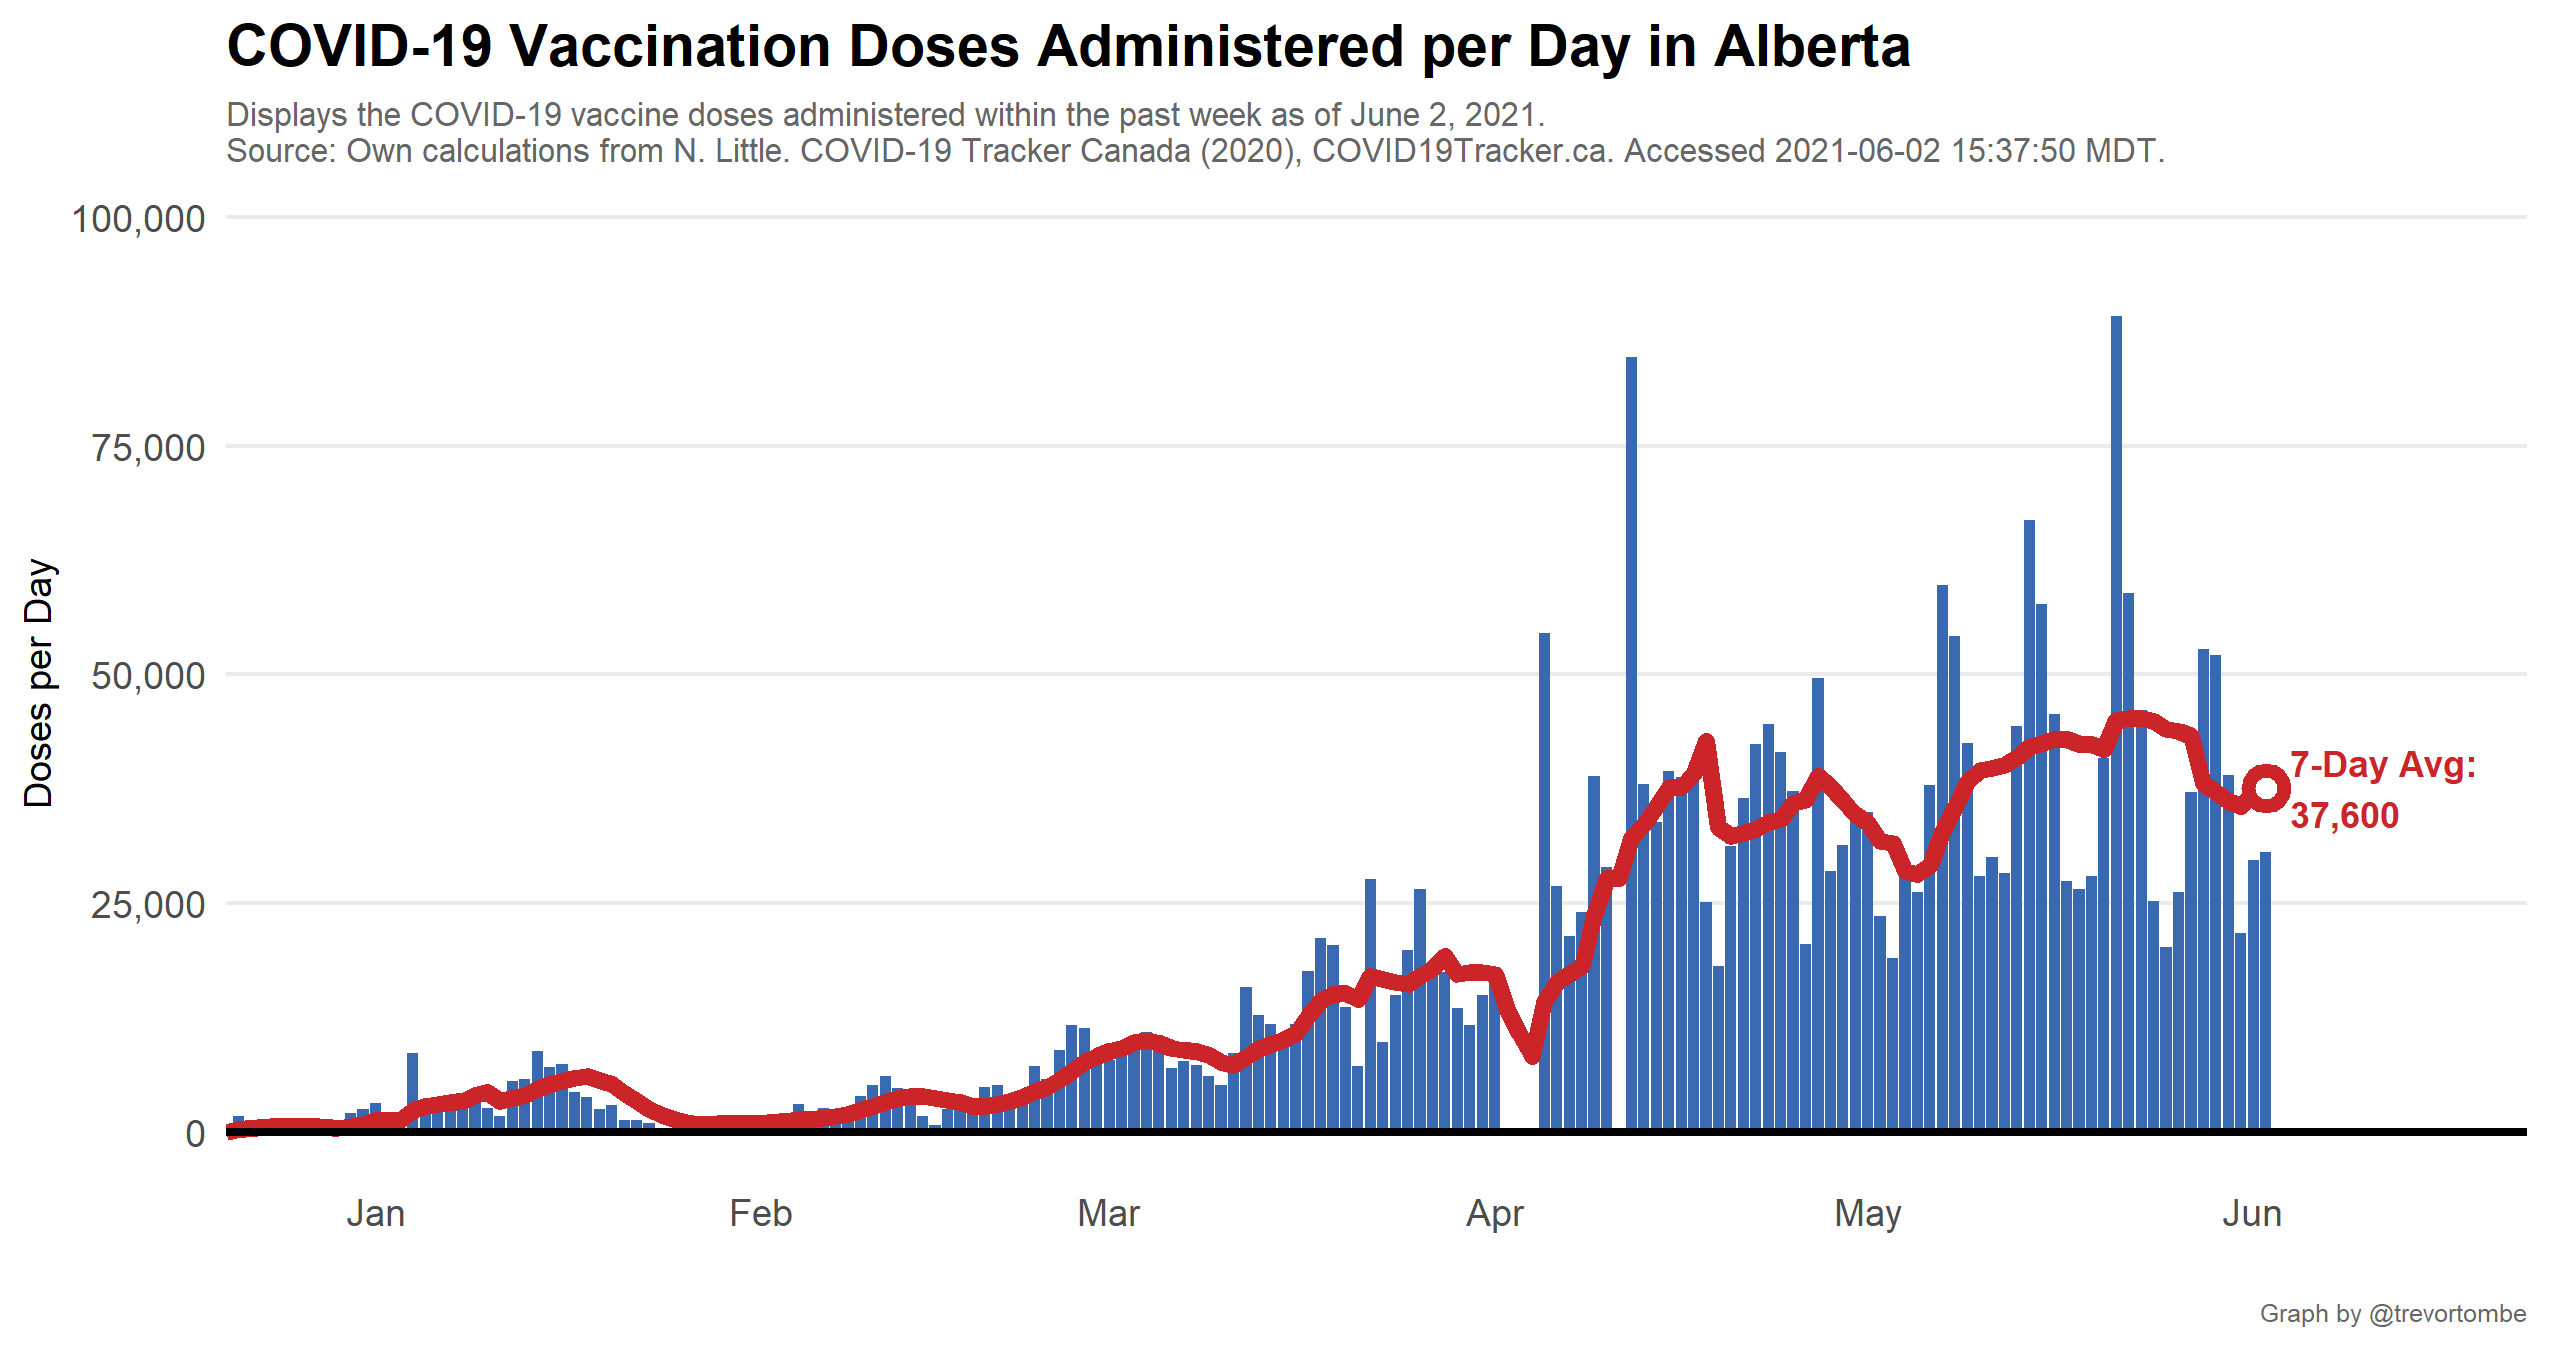 COVID-19 Vaccination Doses Administered per Day in Alberta
Displays the COVID-19 vaccine doses administered within the past week as of June 2, 2021.
Source: Own calculations from N. Little. COVID-19 Tracker Canada (2020), COVID19Tracker.ca. Accessed 2021-06-02 15:37:50 MDT.
Doses per Day
100,000
75,000
50,000
25,000
0
7-Day Avg:
37,600
Jan Feb Mar Apr May Jun
Graph by @trevortombe